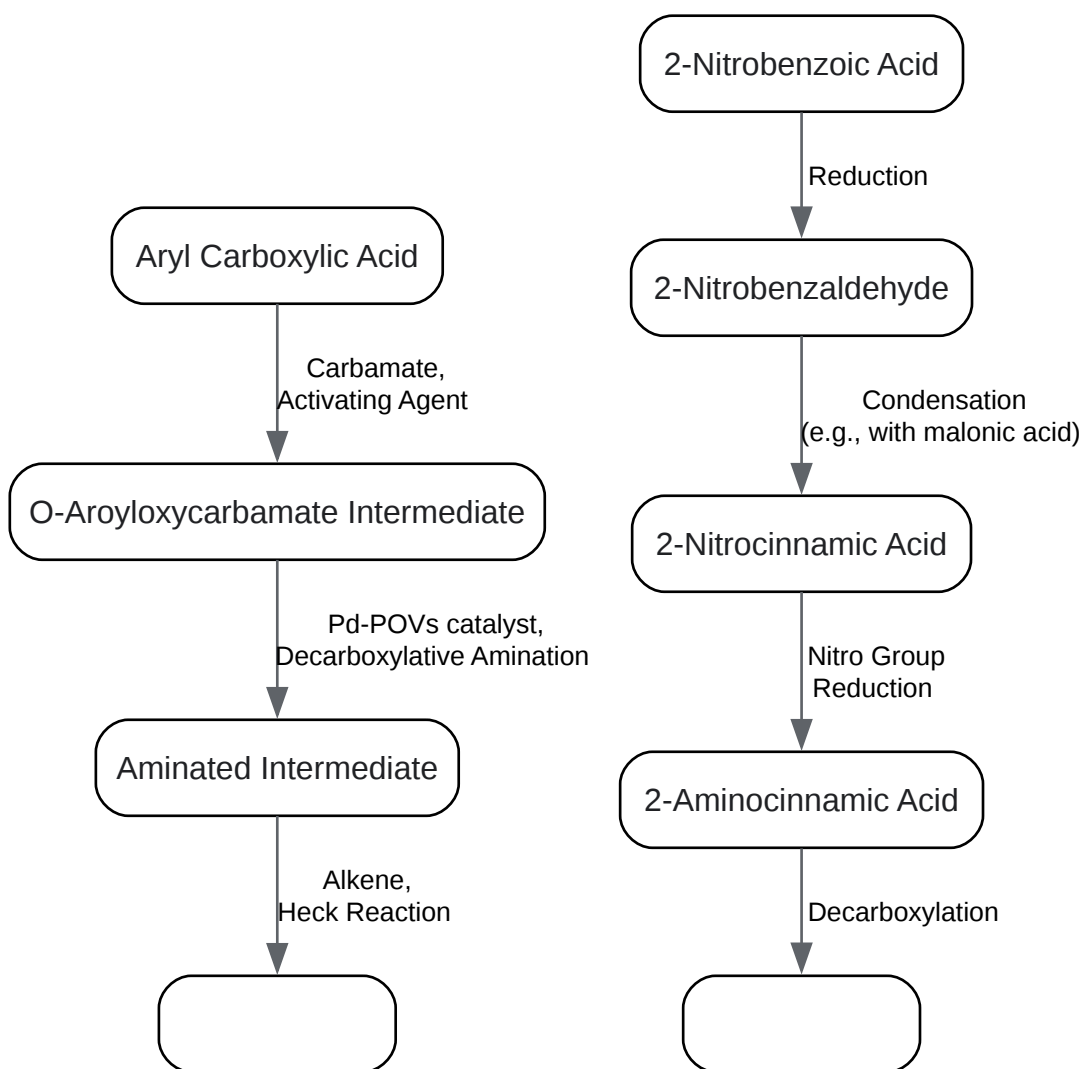 Aryl Carboxylic Acid
Carbamate,
Activating Agent
O-Aroyloxycarbamate Intermediate
Pd-POVs catalyst,
Decarboxylative Amination
Aminated Intermediate
Alkene,
Heck Reaction
2-Nitrobenzoic Acid
Reduction
2-Nitrobenzaldehyde
Condensation
(e.g., with malonic acid)
2-Nitrocinnamic Acid
Nitro Group
Reduction
2-Aminocinnamic Acid
Decarboxylation